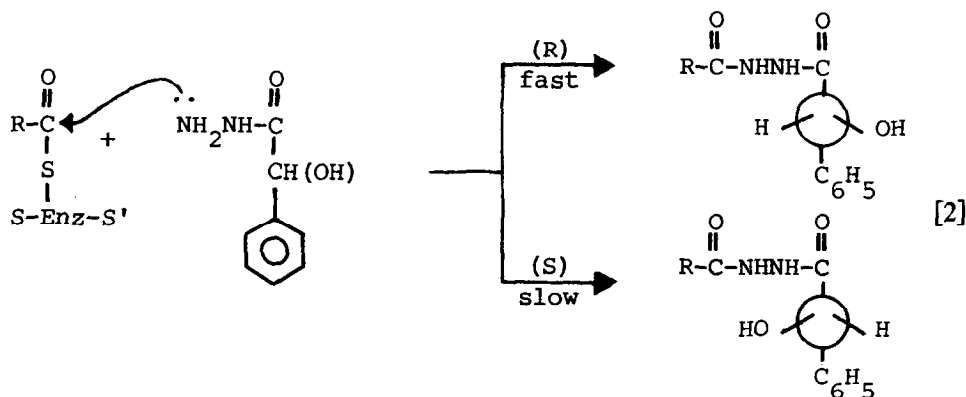 O
R-C-NHNH-C
O
H
OH
C6H5
(R)
fast
O
R-C
+
S
S-Enz-S'
O
NH2NH-C
CH(OH)
(S)
slow
O
R-C-NHNH-C
O
HO
H
C6H5
[2]